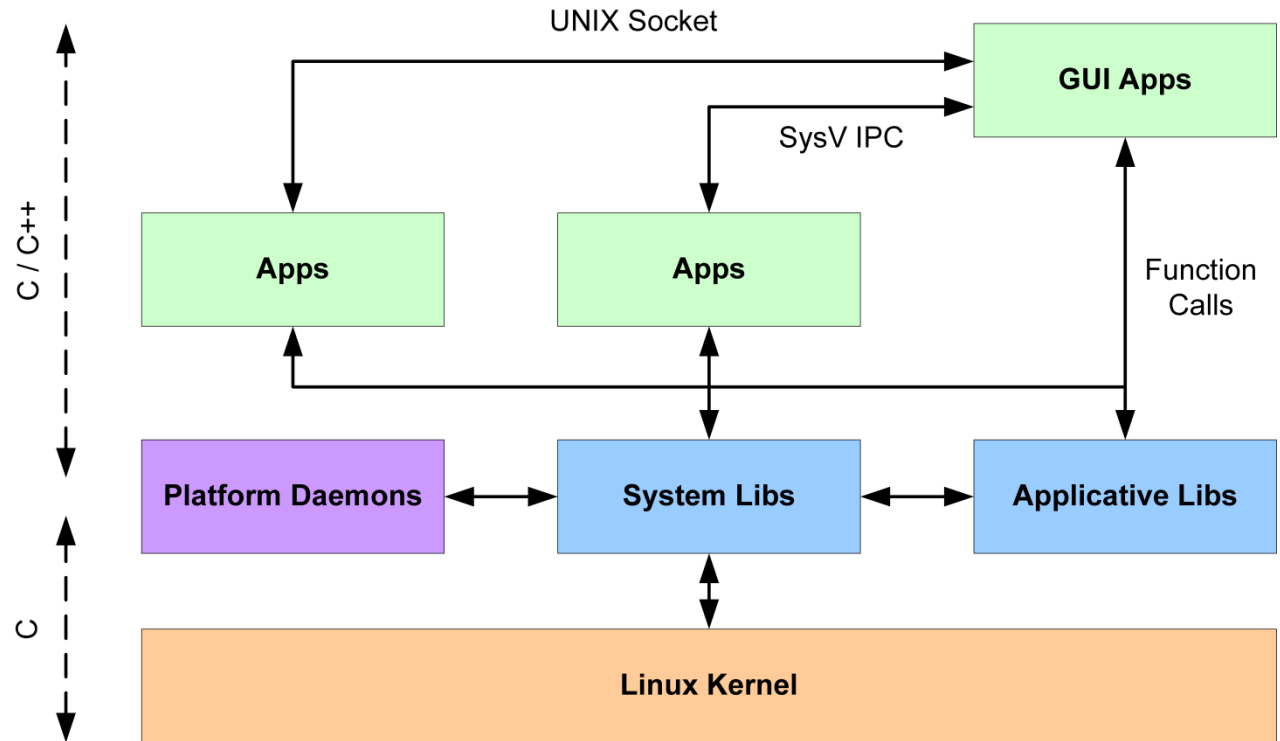 UNIX Socket
GUI Apps
SysV IPC
C / C++
Apps
Apps
Function
Calls
Platform Daemons
System Libs
Applicative Libs
C
Linux Kernel